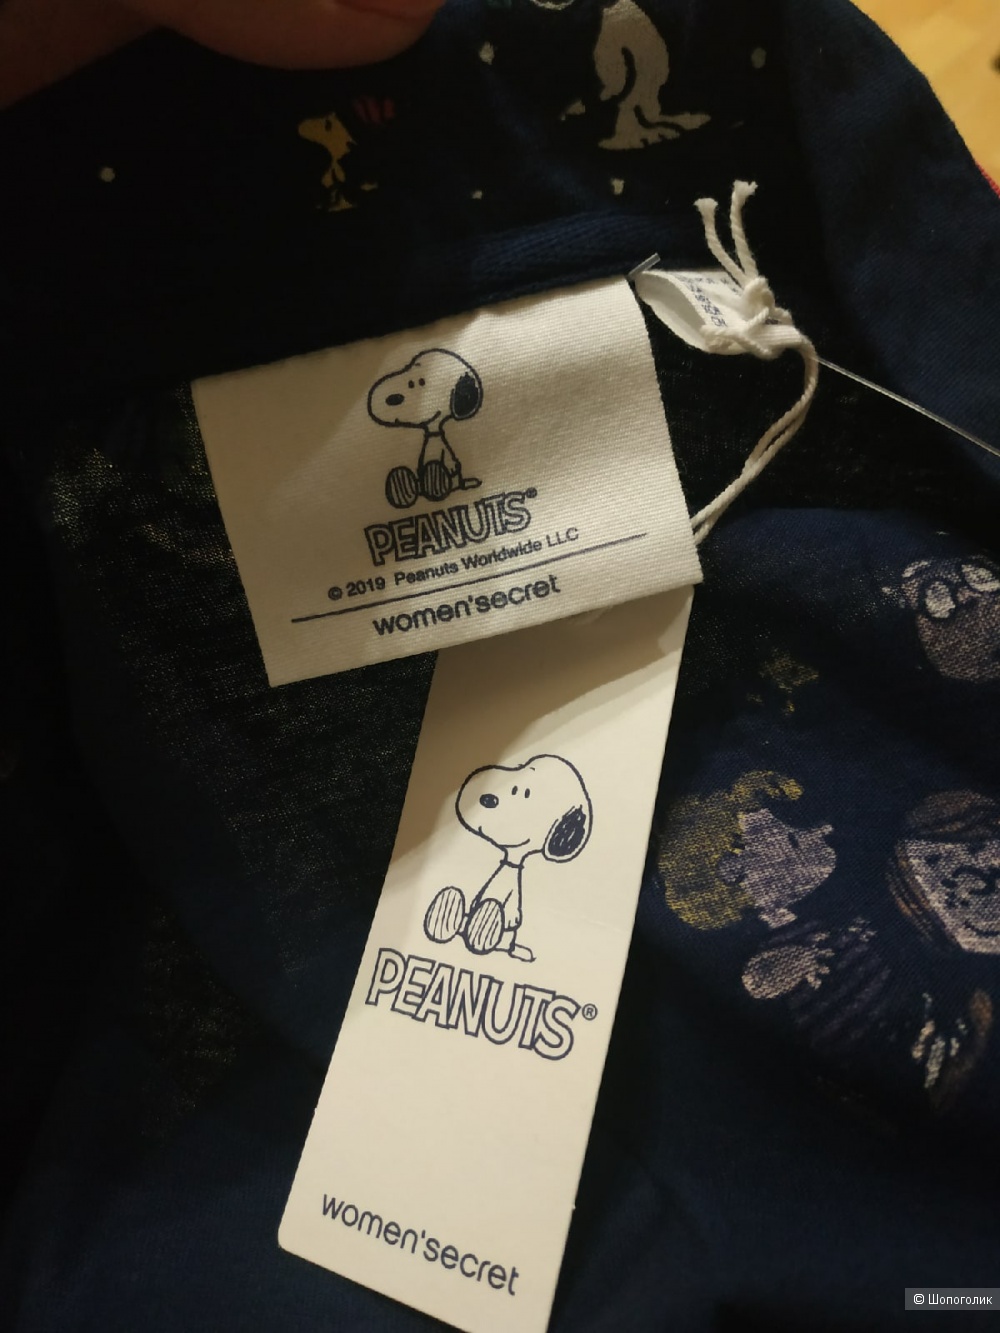 PEANUTS®
© 2019 Peanuts Worldwide LLC
women'secret
PEANUTS®
women'secret
© Шопоголик